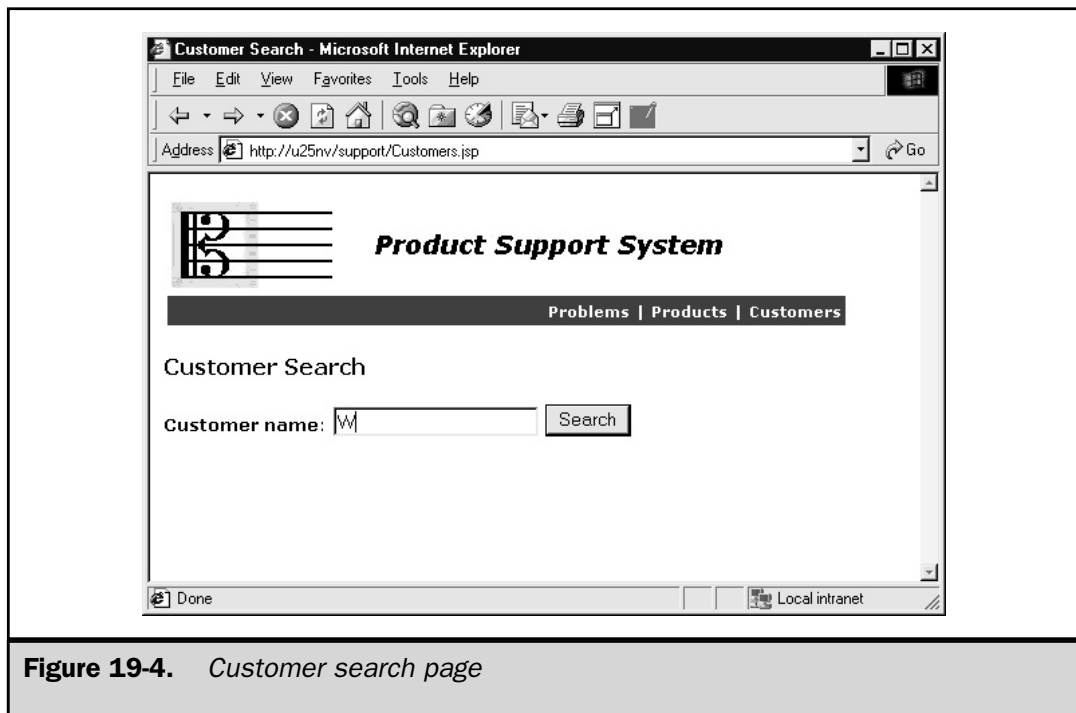 Customer Search - Microsoft Internet Explorer
File Edit View Favorites Tools Help
Address http://u25nv/support/Customers.jsp Go
Product Support System
Problems | Products | Customers
Customer Search
Customer name: W Search
Done Local intranet
Figure 19-4. Customer search page